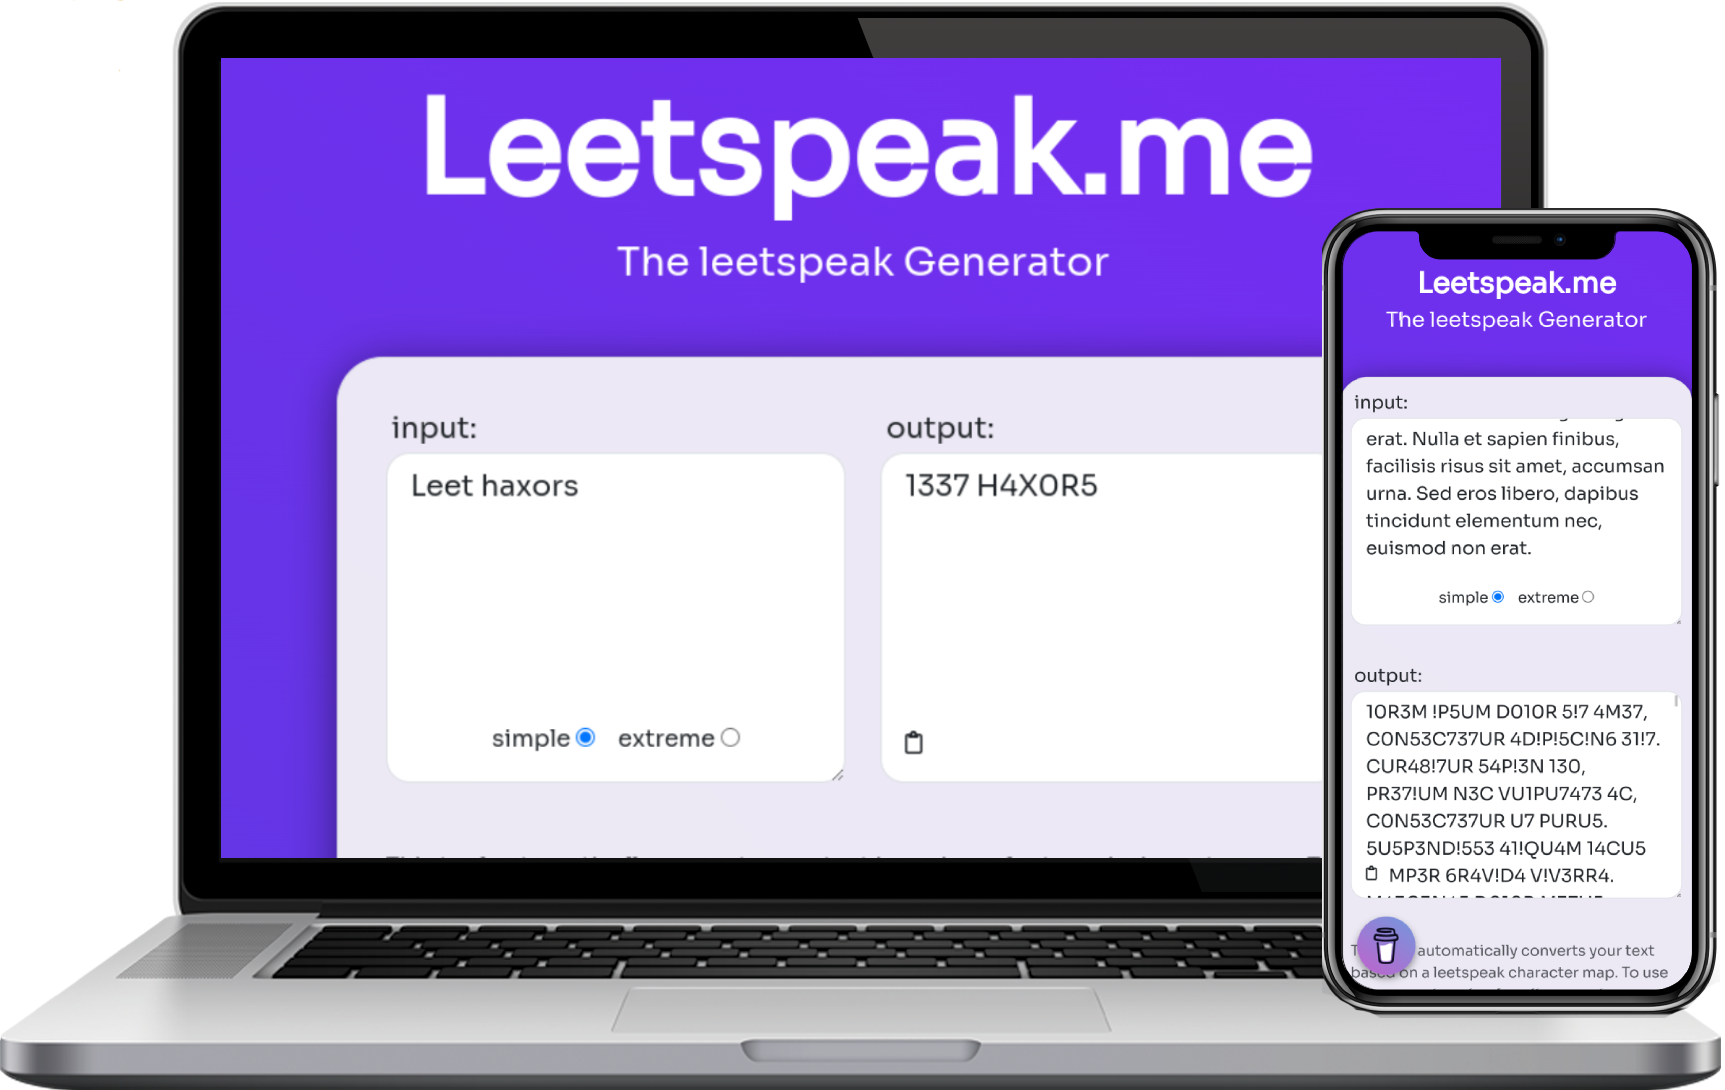 Leetspeak.me
The leetspeak Generator
input:
Leet haxors
simple extreme
output:
1337 H4X0R5
Leetspeak.me
The leetspeak Generator
input:
erat. Nulla et sapien finibus,
facilisis risus sit amet, accumsan
urna. Sed eros libero, dapibus
tincidunt elementum nec,
euismod non erat.
simple extreme
output:
10R3M !P5UM D010R 5!7 4M37,
C0N53C737UR 4D!P!5C!N6 31!7.
CUR48!7UR 54P!3N 130,
PR37!UM N3C VU1PU7473 4C,
C0N53C737UR U7 PURU5.
5U5P3ND!553 41!QU4M 14CU5
MP3R 6R4V!D4 V!V3RR4.
automatically converts your text
based on a leetspeak character map. To use